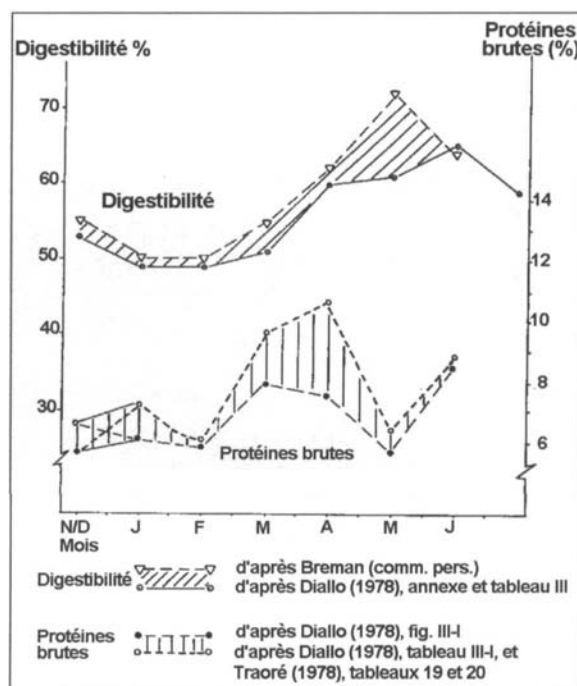 Digestibilité %
Protéines
brutes (%)
70
60
50
40
30
14
12
10
8
6
Digestibilité
Protéines brutes
N/D J F M A M J
Mois
Digestibilité
d'après Breman (comm. pers.)
d'après Diallo (1978), annexe et tableau III
Protéines
brutes
d'après Diallo (1978), fig. III-I
d'après Diallo (1978), tableau III-I, et
Traoré (1978), tableaux 19 et 20